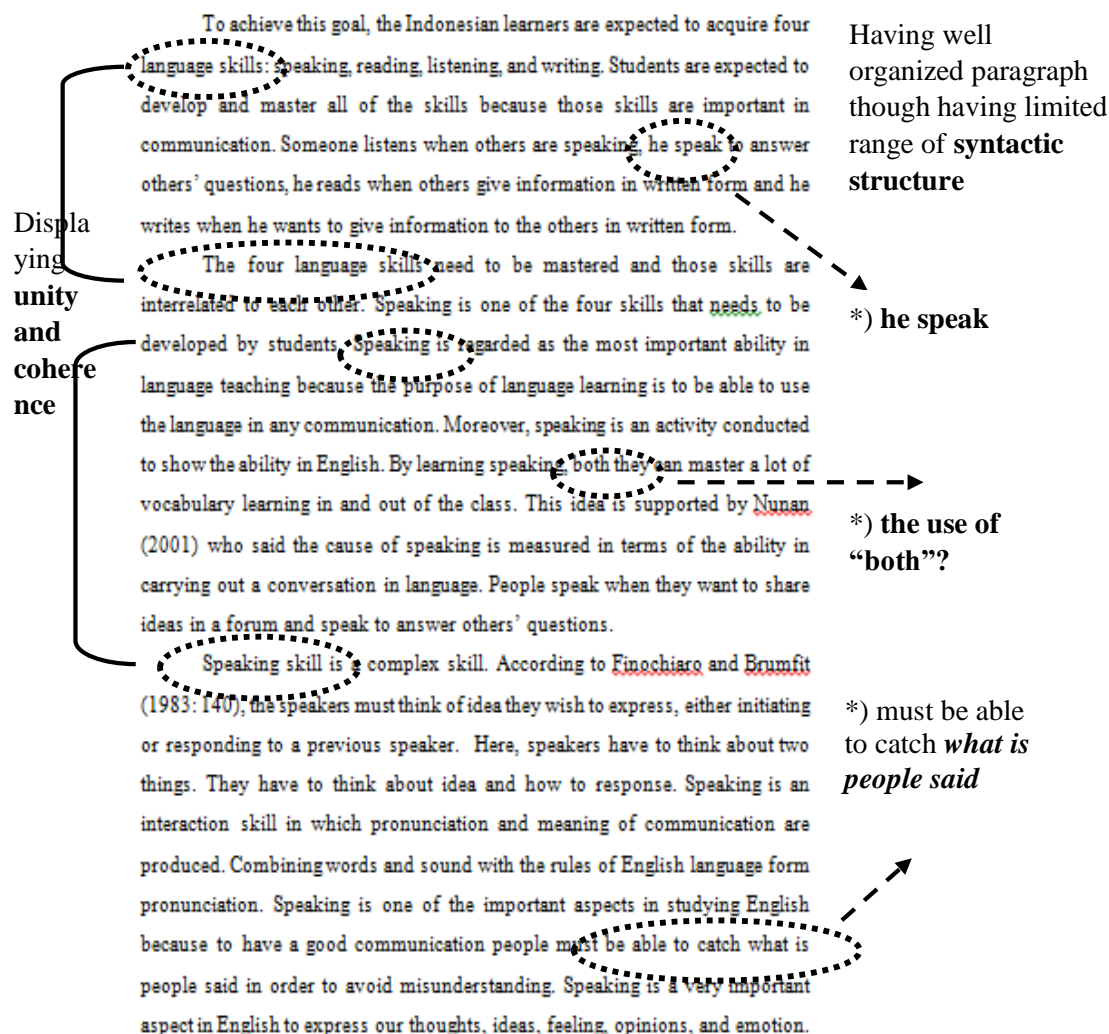 To achieve this goal, the Indonesian learners are expected to acquire four
language skills: speaking, reading, listening, and writing. Students are expected to
develop and master all of the skills because those skills are important in
communication. Someone listens when others are speaking, he speak to answer
others' questions, he reads when others give information in written form and he
writes when he wants to give information to the others in written form.
The four language skills need to be mastered and those skills are
interrelated to each other. Speaking is one of the four skills that needs to be
developed by students. Speaking is regarded as the most important ability in
language teaching because the purpose of language learning is to be able to use
the language in any communication. Moreover, speaking is an activity conducted
to show the ability in English. By learning speaking, both they can master a lot of
vocabulary learning in and out of the class. This idea is supported by Nunan
(2001) who said the cause of speaking is measured in terms of the ability in
carrying out a conversation in language. People speak when they want to share
ideas in a forum and speak to answer others' questions.
Speaking skill is a complex skill. According to Finochiaro and Brumfit
(1983: 140), the speakers must think of idea they wish to express, either initiating
or responding to a previous speaker. Here, speakers have to think about two
things. They have to think about idea and how to response. Speaking is an
interaction skill in which pronunciation and meaning of communication are
produced. Combining words and sound with the rules of English language form
pronunciation. Speaking is one of the important aspects in studying English
because to have a good communication people must be able to catch what is
people said in order to avoid misunderstanding. Speaking is a very important
aspect in English to express our thoughts, ideas, feeling, opinions, and emotion.
Displa
ying
unity
and
cohere
nce
Having well
organized paragraph
though having limited
range of syntactic
structure
*) he speak
*) the use of
"both"?
*) must be able
to catch what is
people said